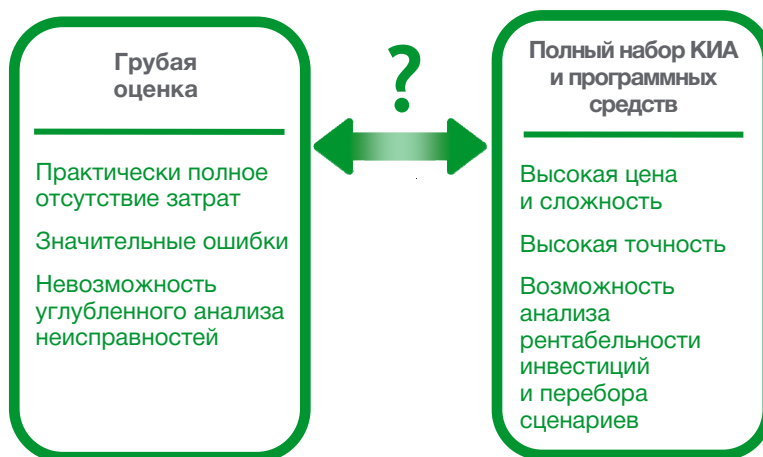 Грубая
оценка
Практически полное
отсутствие затрат
Значительные ошибки
Невозможность
углубленного анализа
неисправностей
?
Полный набор КИА
и программных
средств
Высокая цена
и сложность
Высокая точность
Возможность
анализа
рентабельности
инвестиций
и перебора
сценариев